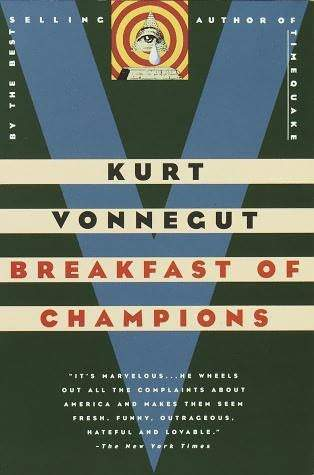 BY THE BEST
SELLING
AUTHOR OF
TIMEQUAKE
KURT
VONNEGUT
BREAKFAST OF
CHAMPIONS
"IT'S MARVELOUS...HE WHEELS
OUT ALL THE COMPLAINTS ABOUT
AMERICA AND MAKES THEM SEEM
FRESH, FUNNY, OUTRAGEOUS,
HATEFUL AND LOVABLE."
–The New York Times